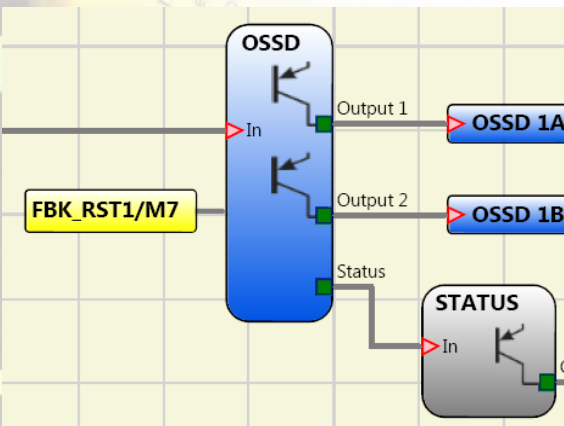 OSSD
Output 1
In
OSSD 1A
Output 2
FBK_RST1/M7
OSSD 1B
Status
STATUS
In